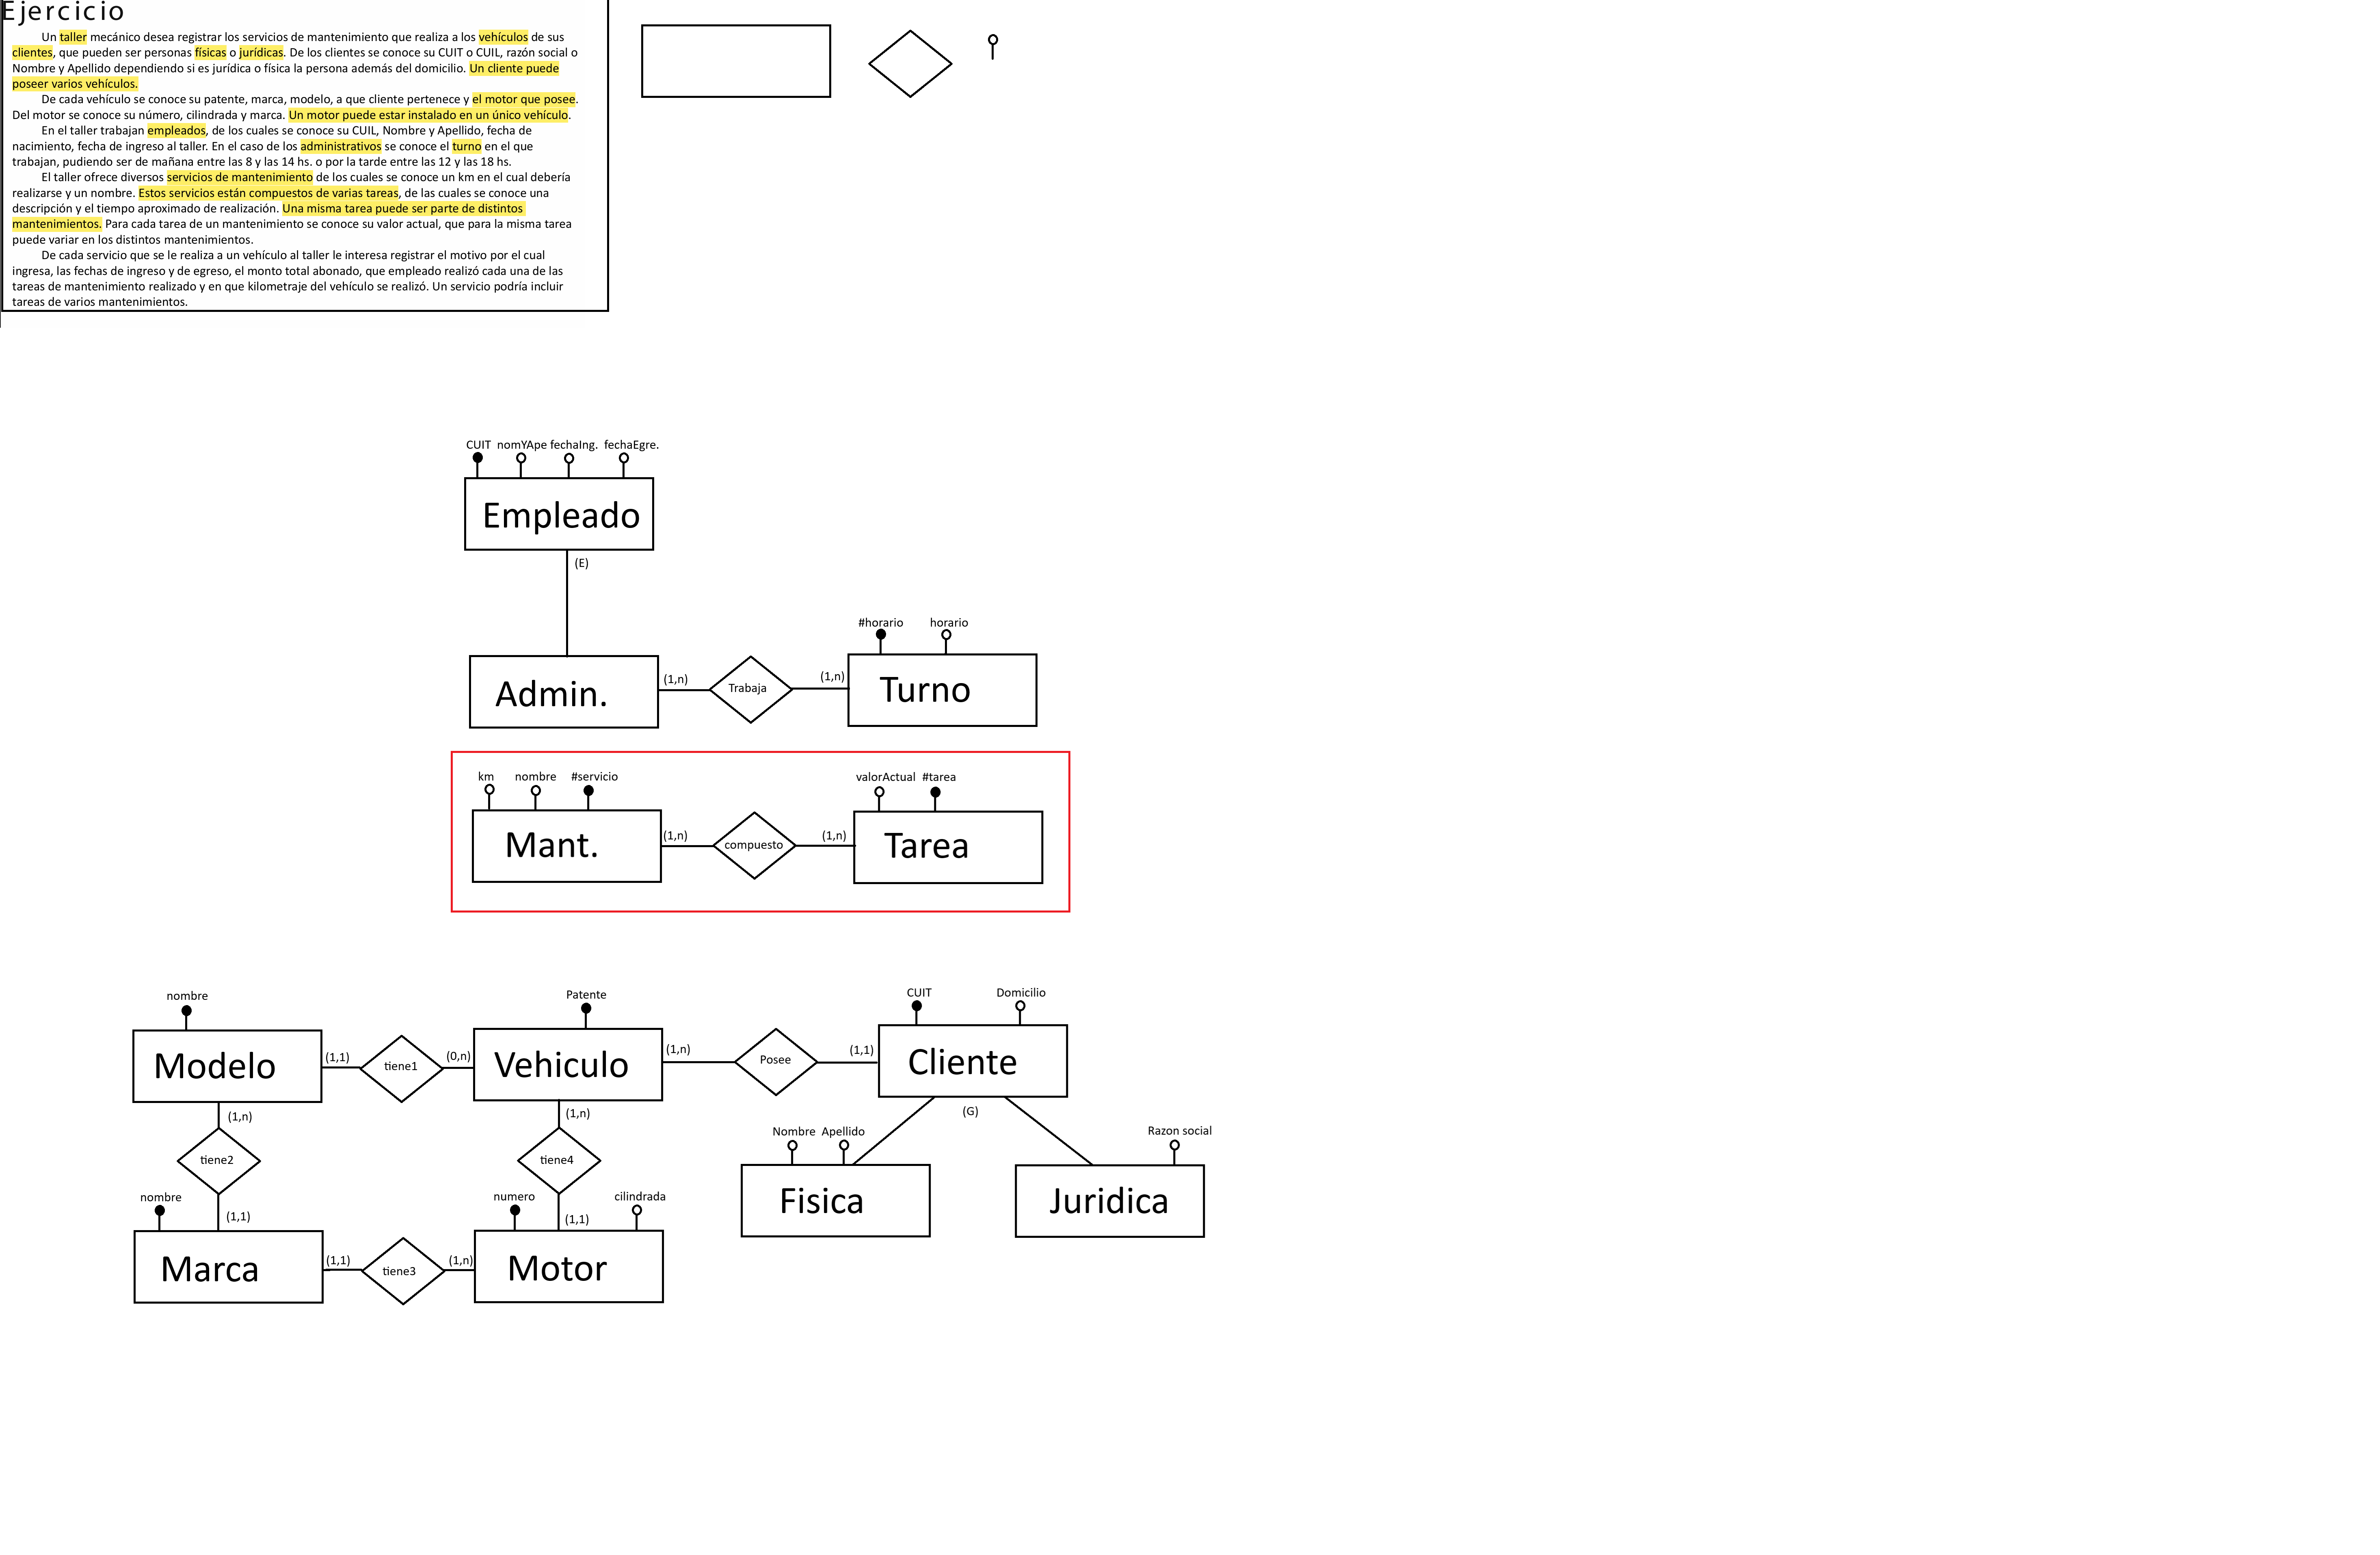 Ejercicio
Un taller mecánico desea registrar los servicios de mantenimiento que realiza a los vehículos de sus
clientes, que pueden ser personas físicas o jurídicas. De los clientes se conoce su CUIT o CUIL, razón social o
Nombre y Apellido dependiendo si es jurídica o física la persona además del domicilio. Un cliente puede
poseer varios vehículos.
De cada vehículo se conoce su patente, marca, modelo, a que cliente pertenece y el motor que posee.
Del motor se conoce su número, cilindrada y marca. Un motor puede estar instalado en un único vehículo.
En el taller trabajan empleados, de los cuales se conoce su CUIL, Nombre y Apellido, fecha de
nacimiento, fecha de ingreso al taller. En el caso de los administrativos se conoce el turno en el que
trabajan, pudiendo ser de mañana entre las 8 y las 14 hs. o por la tarde entre las 12 y las 18 hs.
El taller ofrece diversos servicios de mantenimiento de los cuales se conoce un km en el cual debería
realizarse y un nombre. Estos servicios están compuestos de varias tareas, de las cuales se conoce una
descripción y el tiempo aproximado de realización. Una misma tarea puede ser parte de distintos
mantenimientos. Para cada tarea de un mantenimiento se conoce su valor actual, que para la misma tarea
puede variar en los distintos mantenimientos.
De cada servicio que se le realiza a un vehículo al taller le interesa registrar el motivo por el cual
ingresa, las fechas de ingreso y de egreso, el monto total abonado, que empleado realizó cada una de las
tareas de mantenimiento realizado y en que kilometraje del vehículo se realizó. Un servicio podría incluir
tareas de varios mantenimientos.
CUIT nomYApe fechaIng. fechaEgre.
Empleado
(E)
#horario horario
Admin. (1,n) Trabaja (1,n) Turno
km nombre #servicio valorActual #tarea
Mant. (1,n) compuesto (1,n) Tarea
nombre Patente CUIT Domicilio
Modelo (1,1) tiene1 (0,n) Vehiculo (1,n) Posee (1,1) Cliente
(1,n) (1,n) (G)
Nombre Apellido Razon social
tiene2 tiene4
nombre numero cilindrada
Fisica Juridica
(1,1) (1,1)
Marca (1,1) tiene3 (1,n) Motor